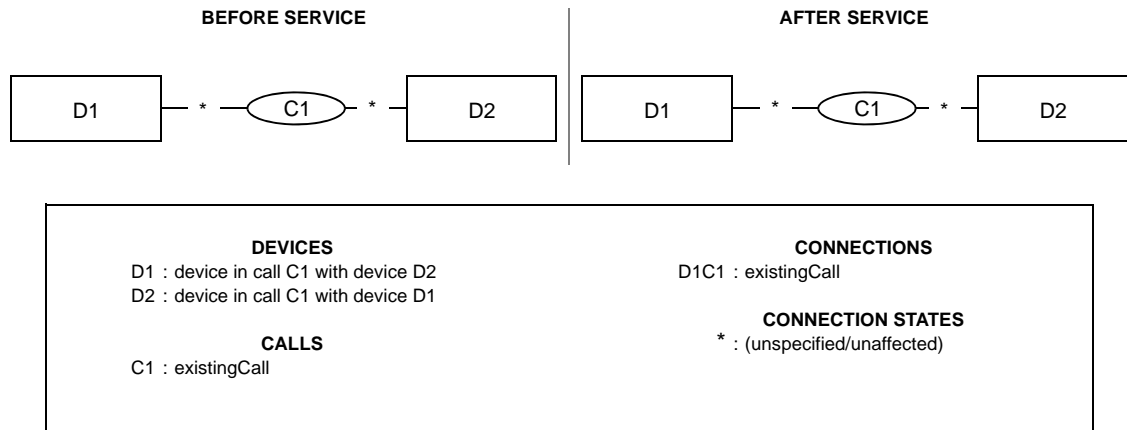 BEFORE SERVICE
AFTER SERVICE
D1 * C1 * D2
D1 * C1 * D2
DEVICES
D1 : device in call C1 with device D2
D2 : device in call C1 with device D1
CALLS
C1 : existingCall
CONNECTIONS
D1C1 : existingCall
CONNECTION STATES
* : (unspecified/unaffected)